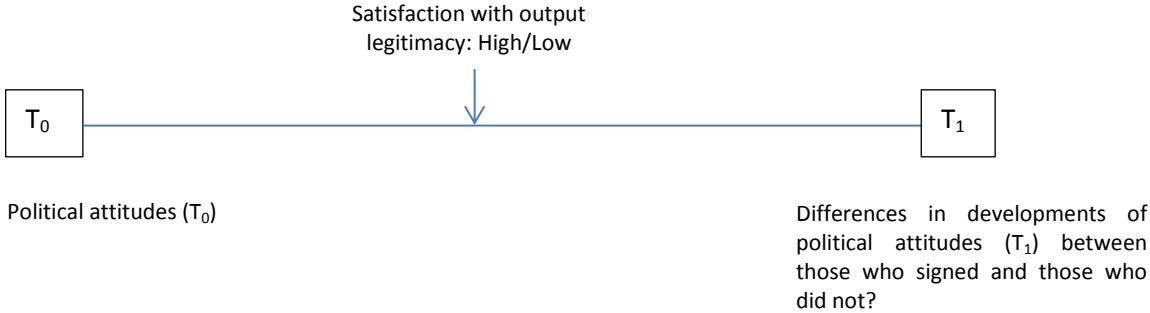 Satisfaction with output
legitimacy: High/Low
T₀
T₁
Political attitudes (T₀)
Differences in developments of
political attitudes (T₁) between
those who signed and those who
did not?